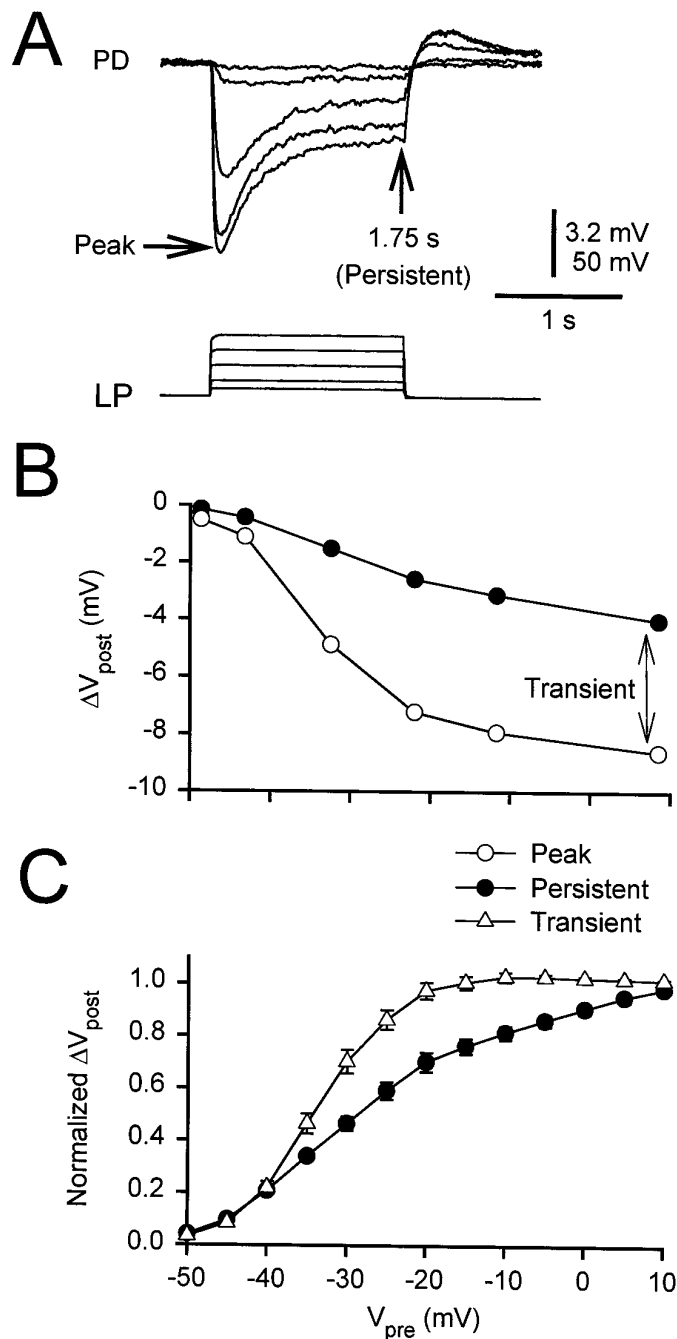 A
PD
Peak
1.75 s
(Persistent)
3.2 mV
50 mV
1 s
LP
B
0
-2
-4
-6
-8
-10
ΔVpost (mV)
Transient
C
Peak
Persistent
Transient
1.0
0.8
0.6
0.4
0.2
0.0
Normalized ΔVpost
-50 -40 -30 -20 -10 0 10
Vpre (mV)